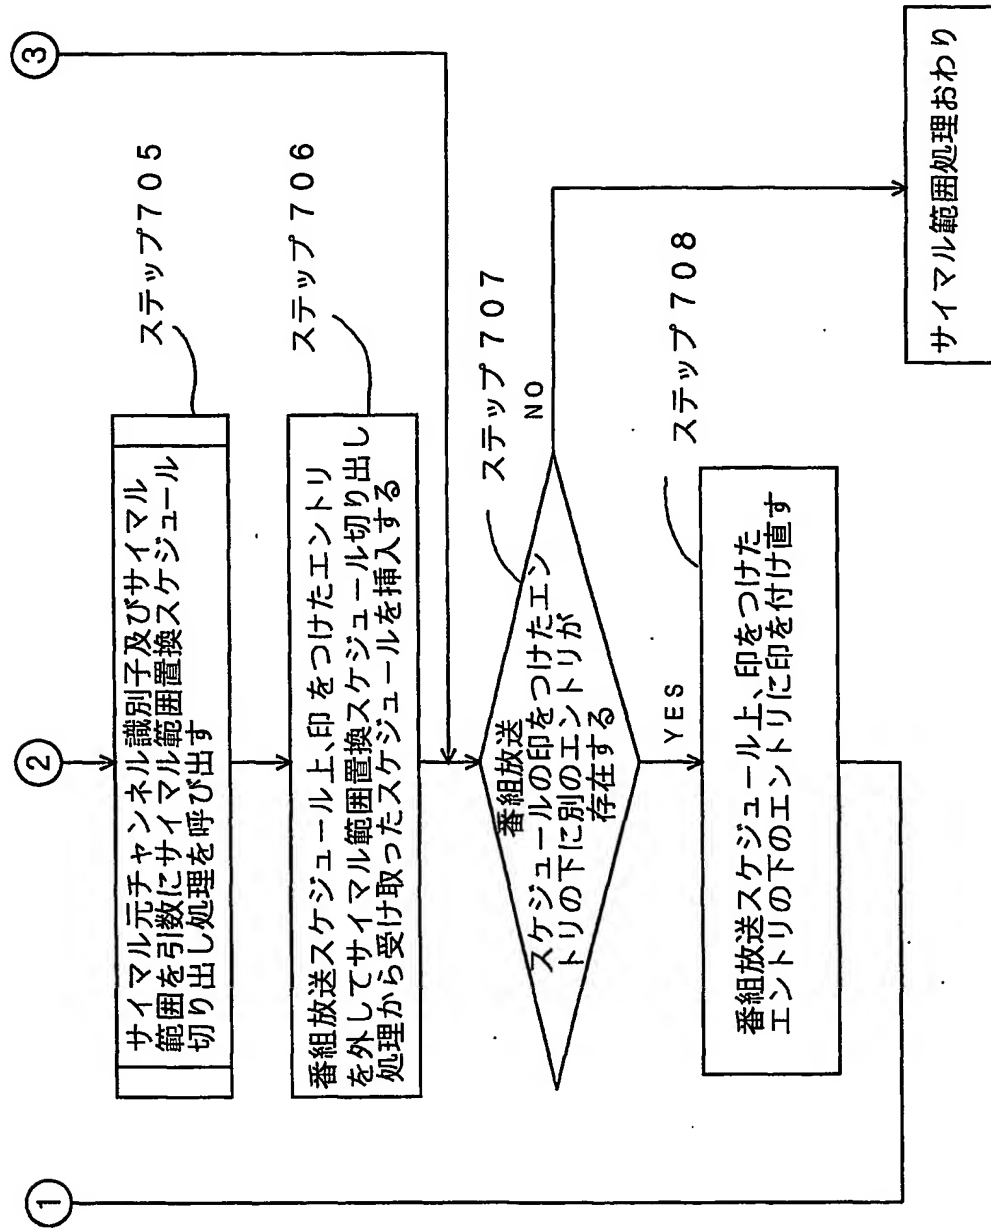 ①
②
③
サイマル元チャンネル識別子及びサイマル
範囲を引数にサイマル範囲置換スケジュール
切り出し処理を呼び出す
ステップ705
番組放送スケジュール上、印をつけたエントリ
を外してサイマル範囲置換スケジュール切り出し
処理から受け取ったスケジュールを挿入する
ステップ706
番組放送
スケジュールの印をつけたエン
トリの下に別のエントリが
存在する
ステップ707
NO
YES
番組放送スケジュール上、印をつけた
エントリの下のエントリに印を付け直す
ステップ708
サイマル範囲処理おわり